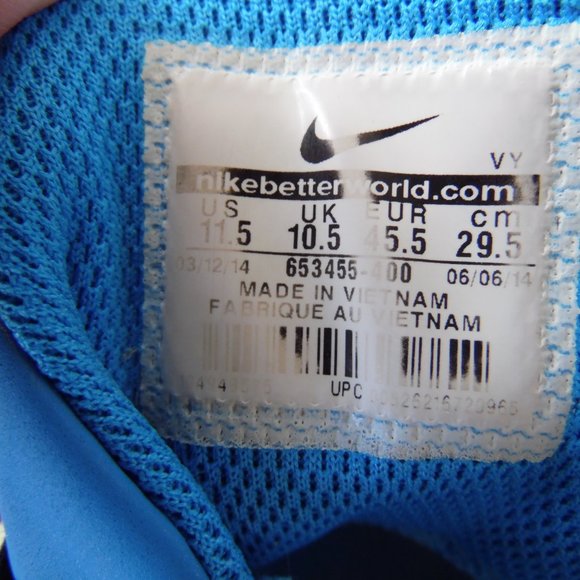 VY
nikebetterworld.com
US UK EUR cm
11.5 10.5 45.5 29.5
03/12/14 653455-400 06/06/14
MADE IN VIETNAM
FABRIQUE AU VIETNAM
UPC